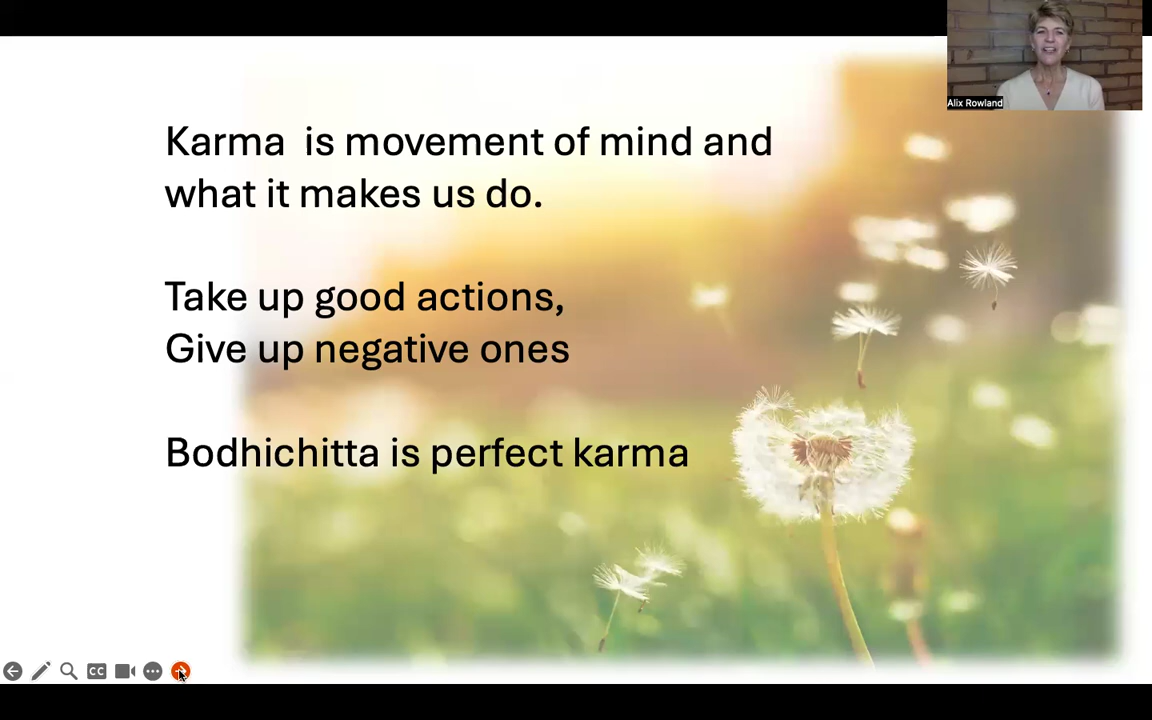 Alix Rowland
Karma  is movement of mind and
what it makes us do.
Take up good actions,
Give up negative ones
Bodhichitta is perfect karma
CC